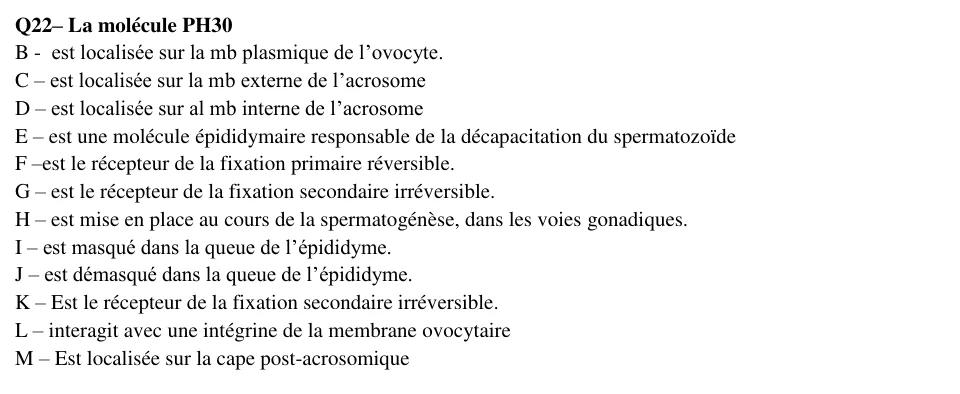 Q22– La molécule PH30
B -  est localisée sur la mb plasmique de l’ovocyte.
C – est localisée sur la mb externe de l’acrosome
D – est localisée sur al mb interne de l’acrosome
E – est une molécule épididymaire responsable de la décapacitation du spermatozoïde
F –est le récepteur de la fixation primaire réversible.
G – est le récepteur de la fixation secondaire irréversible.
H – est mise en place au cours de la spermatogénèse, dans les voies gonadiques.
I – est masqué dans la queue de l’épididyme.
J – est démasqué dans la queue de l’épididyme.
K – Est le récepteur de la fixation secondaire irréversible.
L – interagit avec une intégrine de la membrane ovocytaire
M – Est localisée sur la cape post-acrosomique